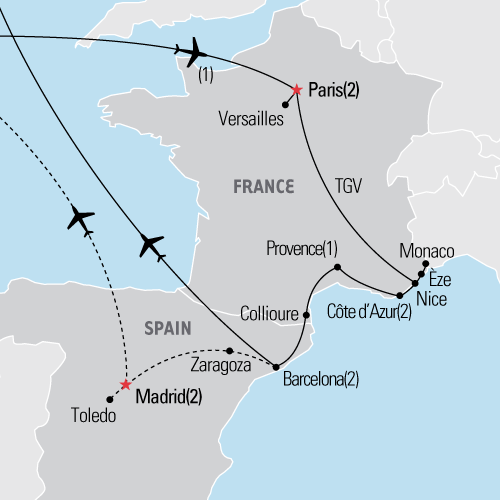 (1)
Paris(2)
Versailles
FRANCE
TGV
Provence(1)
Monaco
Èze
Nice
Côte d'Azur(2)
Collioure
SPAIN
Zaragoza
Barcelona(2)
Madrid(2)
Toledo